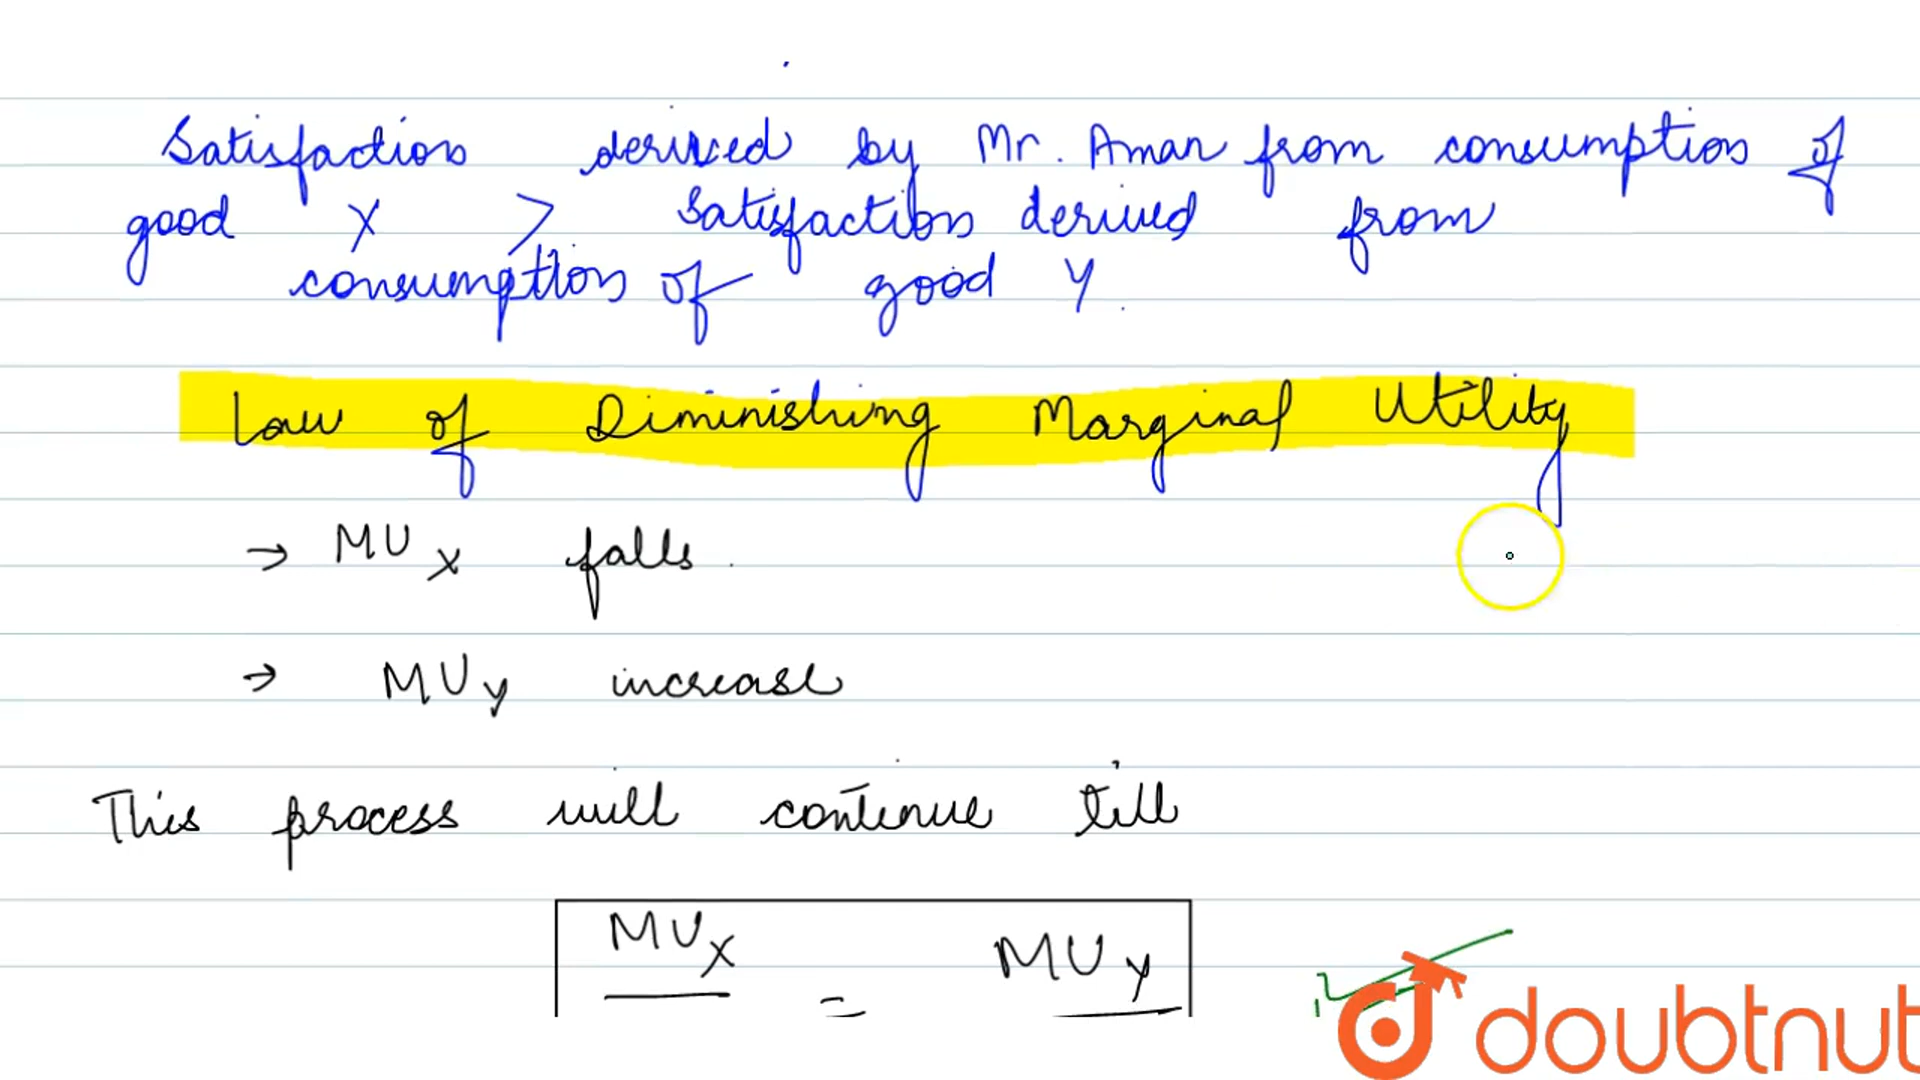 Satisfaction derived by Mr. Aman from consumption of
good X > satisfaction derived from
consumption of good Y.
Law of Diminishing Marginal Utility
→ MUX falls.
→ MUY increase
This process will continue till
MUX = MUY
doubtnut